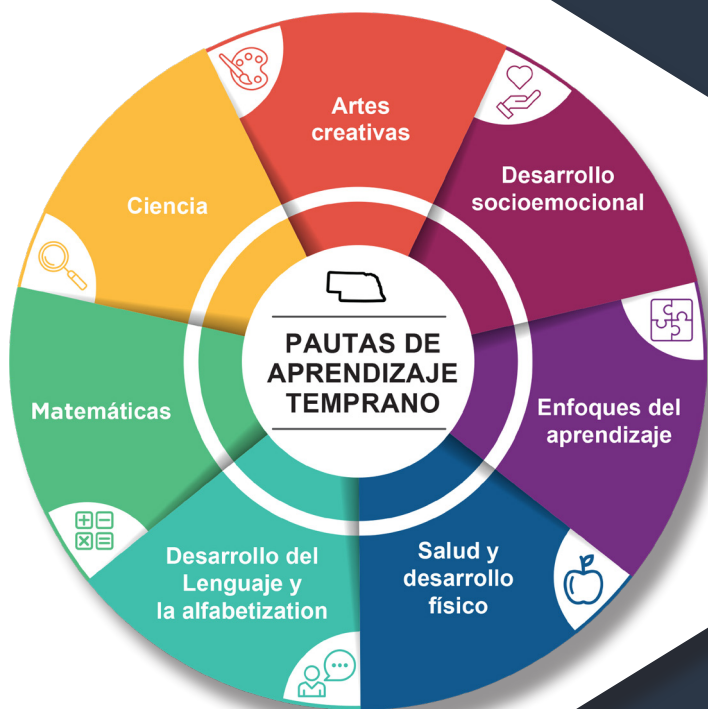 PAUTAS DE
APRENDIZAJE
TEMPRANO
Artes
creativas
Desarrollo
socioemocional
Enfoques del
aprendizaje
Salud y
desarrollo
físico
Desarrollo del
Lenguaje y
la alfabetization
Matemáticas
Ciencia